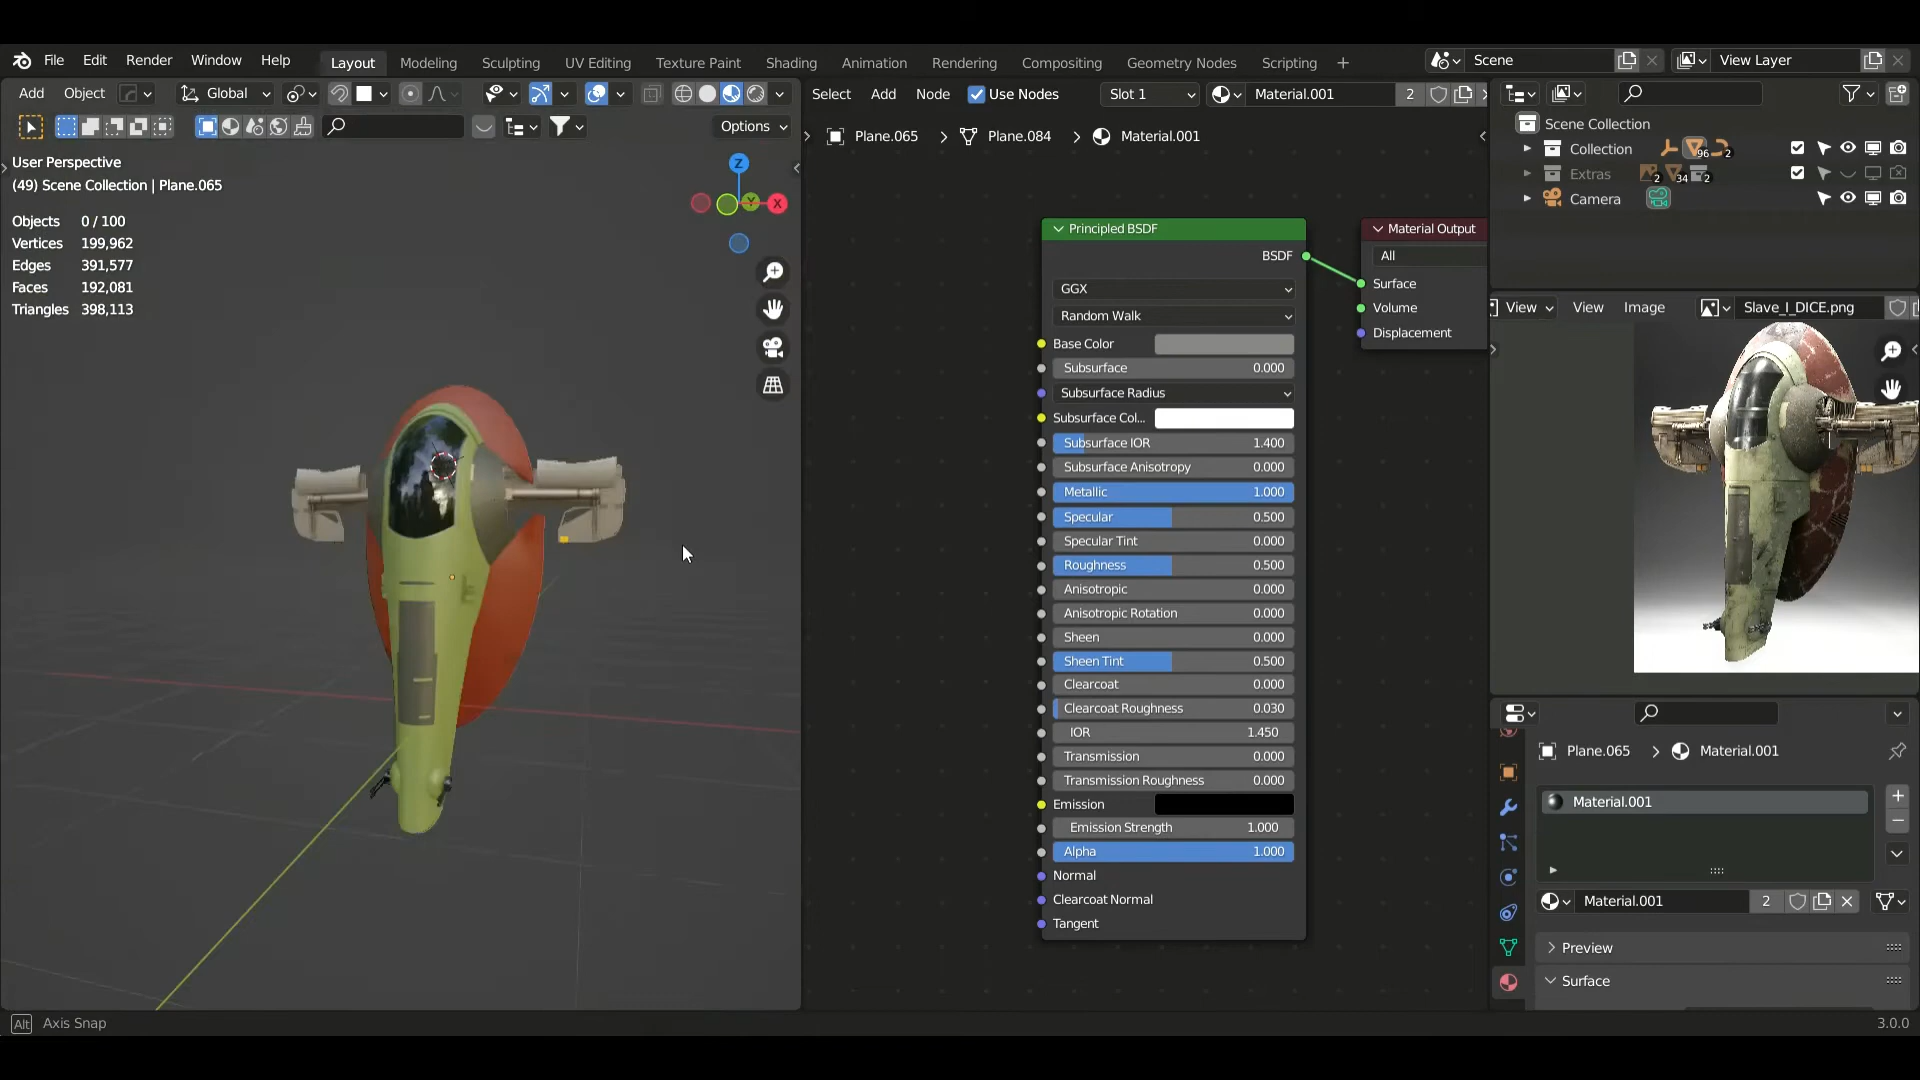 File Edit Render Window Help Layout Modeling Sculpting UV Editing Texture Paint Shading Animation Rendering Compositing Geometry Nodes Scripting + Scene View Layer
Add Object Global
Options
User Perspective
(49) Scene Collection | Plane.065
Objects 0 / 100
Vertices 199,962
Edges 391,577
Faces 192,081
Triangles 398,113
Z
Y
X
Select Add Node Use Nodes Slot 1 Material.001 2
Plane.065 > Plane.084 > Material.001
Principled BSDF
BSDF
GGX
Random Walk
Base Color
Subsurface 0.000
Subsurface Radius
Subsurface Col...
Subsurface IOR 1.400
Subsurface Anisotropy 0.000
Metallic 1.000
Specular 0.500
Specular Tint 0.000
Roughness 0.500
Anisotropic 0.000
Anisotropic Rotation 0.000
Sheen 0.000
Sheen Tint 0.500
Clearcoat 0.000
Clearcoat Roughness 0.030
IOR 1.450
Transmission 0.000
Transmission Roughness 0.000
Emission
Emission Strength 1.000
Alpha 1.000
Normal
Clearcoat Normal
Tangent
Material Output
All
Surface
Volume
Displacement
Scene Collection
Collection 96 2
Extras 2 34 2
Camera
View View Image Slave_I_DICE.png
Plane.065 > Material.001
Material.001
Material.001 2
Preview
Surface
Alt Axis Snap
3.0.0